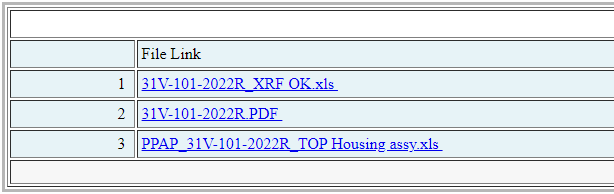 File Link
1 31V-101-2022R_XRF OK.xls
2 31V-101-2022R.PDF
3 PPAP_31V-101-2022R_TOP Housing assy.xls